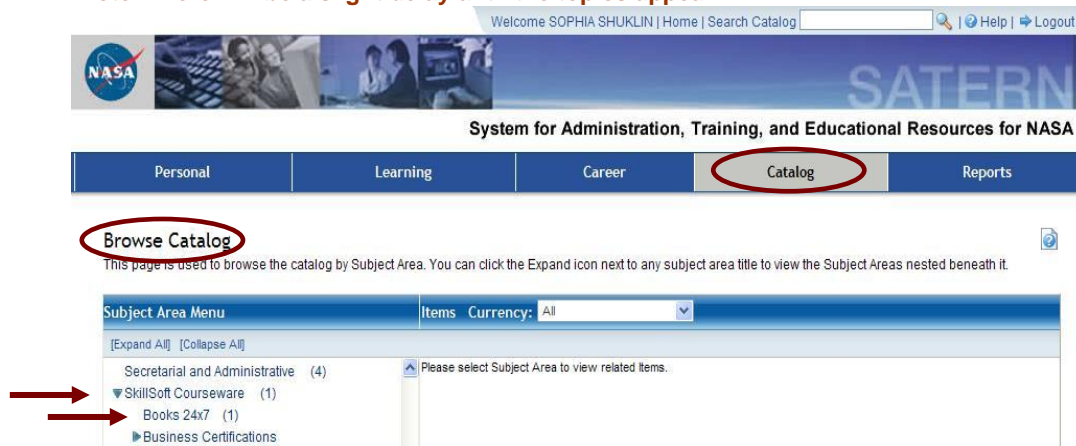 Welcome SOPHIA SHUKLIN | Home | Search Catalog | Help | Logout
NASA
SATERN
System for Administration, Training, and Educational Resources for NASA
Personal Learning Career Catalog Reports
Browse Catalog
This page is used to browse the catalog by Subject Area. You can click the Expand icon next to any subject area title to view the Subject Areas nested beneath it.
Subject Area Menu Items Currency: All
[Expand All] [Collapse All]
Secretarial and Administrative (4) Please select Subject Area to view related Items.
SkillSoft Courseware (1)
Books 24x7 (1)
Business Certifications